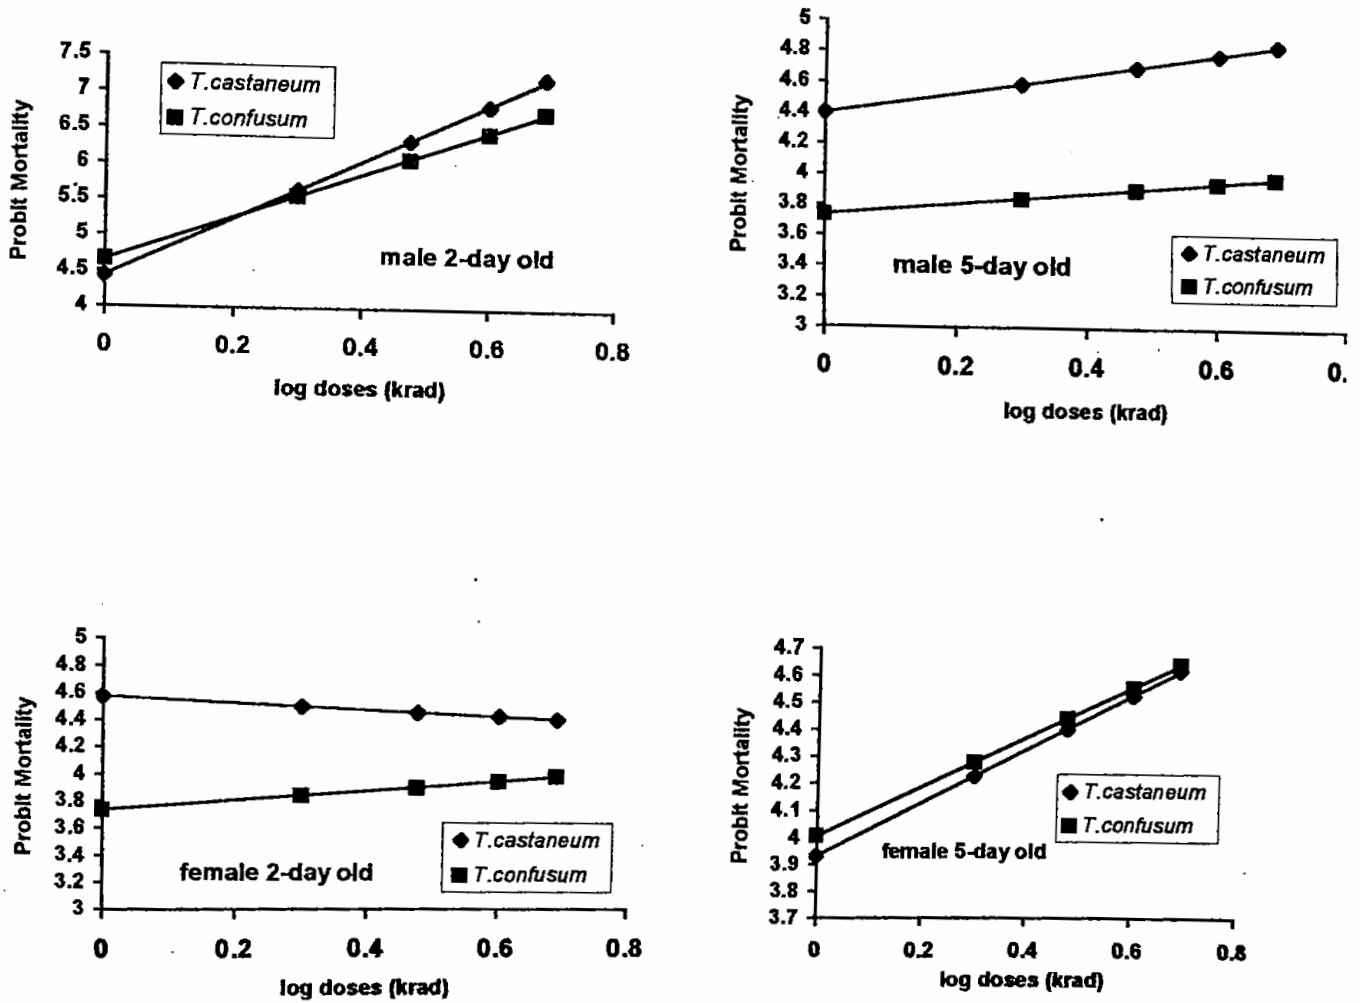 7.5
7
6.5
6
5.5
5
4.5
4
Probit Mortality
T.castaneum
T.confusum
male 2-day old
0 0.2 0.4 0.6 0.8
log doses (krad)
5
4.8
4.6
4.4
4.2
4
3.8
3.6
3.4
3.2
3
Probit Mortality
male 5-day old
T.castaneum
T.confusum
0 0.2 0.4 0.6 0.
log doses (krad)
5
4.8
4.6
4.4
4.2
4
3.8
3.6
3.4
3.2
3
Probit Mortality
T.castaneum
T.confusum
female 2-day old
0 0.2 0.4 0.6 0.8
log doses (krad)
4.7
4.6
4.5
4.4
4.3
4.2
4.1
4
3.9
3.8
3.7
Probit Mortality
T.castaneum
T.confusum
female 5-day old
0 0.2 0.4 0.6 0.8
log doses (krad)